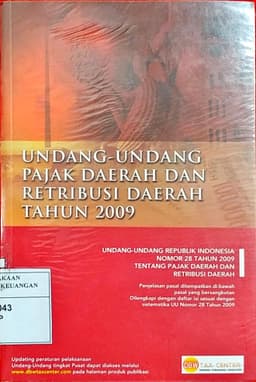 UNDANG-UNDANG
PAJAK DAERAH DAN
RETRIBUSI DAERAH
TAHUN 2009
UNDANG-UNDANG REPUBLIK INDONESIA
NOMOR 28 TAHUN 2009
TENTANG PAJAK DAERAH DAN
RETRIBUSI DAERAH
Penjelasan pasal ditempatkan di bawah
pasal yang bersangkutan
Dilengkapi dengan daftar isi sesuai dengan
sistematika UU Nomor 28 Tahun 2009
AKAAN
KEUANGAN
043
P
Updating peraturan pelaksanaan
Undang-Undang tingkat Pusat dapat diakses melalui
www.dbetaxcenter.com pada halaman produk publikasi
TAX-CENTER